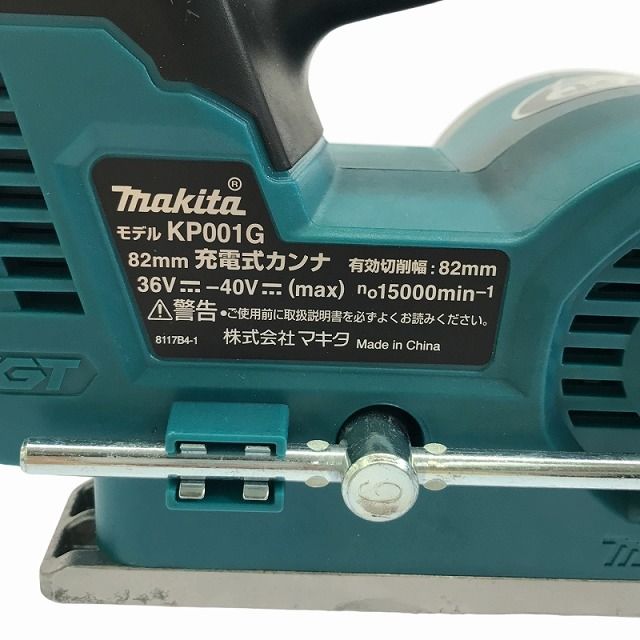 makita®
モデル KP001G
82mm 充電式カンナ 有効切削幅：82mm
36V⎓-40V⎓(max) n₀15000min-1
⚠警告 ●ご使用前に取扱説明書を必ずよくお読みください。
8117B4-1 株式会社マキタ Made in China
XGT
9